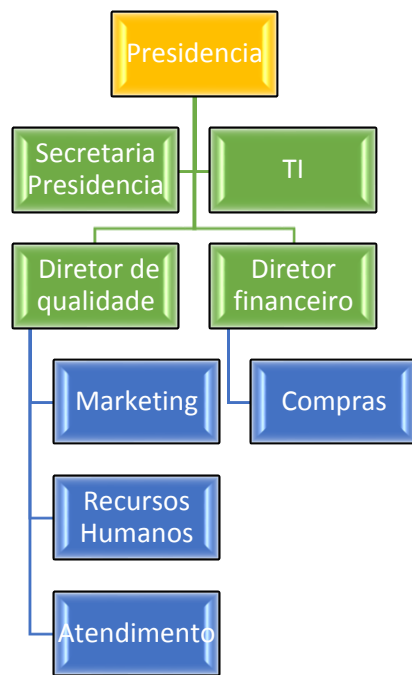 Presidencia
Secretaria
Presidencia
TI
Diretor de
qualidade
Diretor
financeiro
Marketing
Compras
Recursos
Humanos
Atendimento